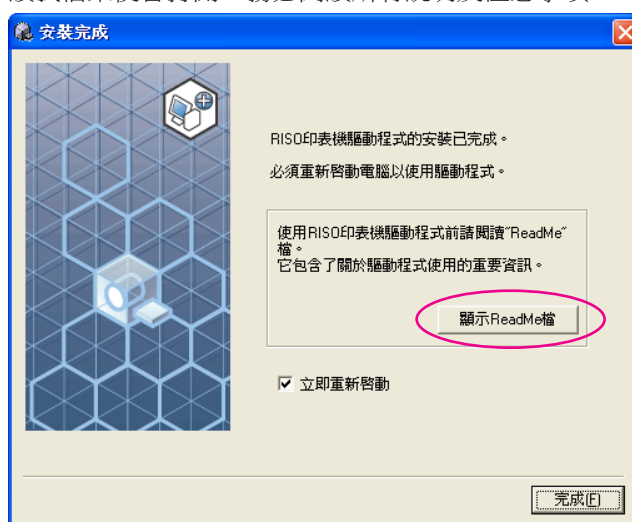 安裝完成
RISO印表機驅動程式的安裝已完成。
必須重新啓動電腦以使用驅動程式。
使用RISO印表機驅動程式前請閱讀"ReadMe"
檔。
它包含了關於驅動程式使用的重要資訊。
顯示ReadMe檔
立即重新啓動
完成(F)